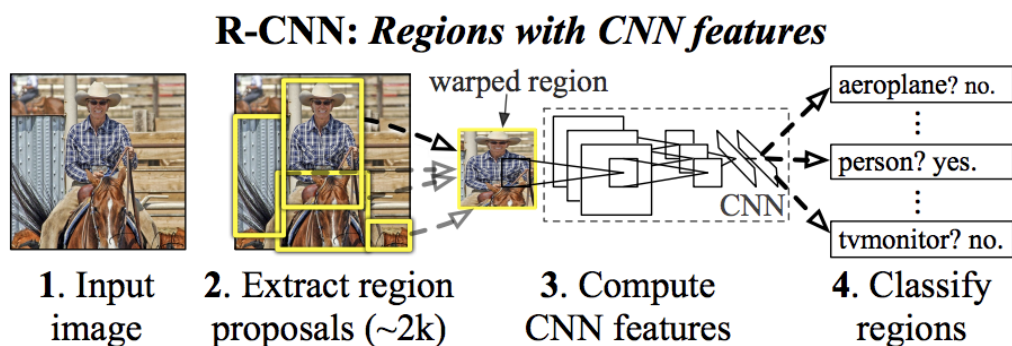 R-CNN: Regions with CNN features
warped region
aeroplane? no.
⋮
person? yes.
⋮
tvmonitor? no.
CNN
1. Input
image
2. Extract region
proposals (~2k)
3. Compute
CNN features
4. Classify
regions